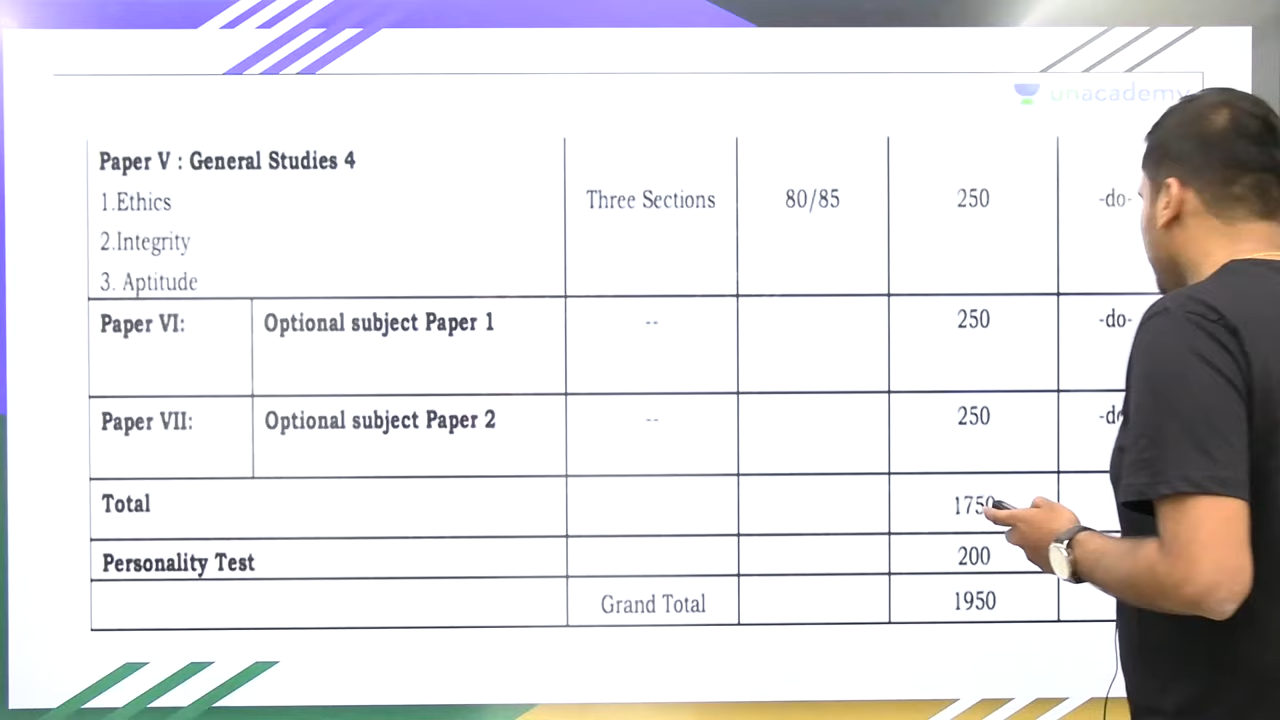 unacademy
Paper V : General Studies 4
1.Ethics
2.Integrity
3. Aptitude
Three Sections
80/85
250
-do-
Paper VI:
Optional subject Paper 1
--
250
-do-
Paper VII:
Optional subject Paper 2
--
250
Total
1750
Personality Test
200
Grand Total
1950